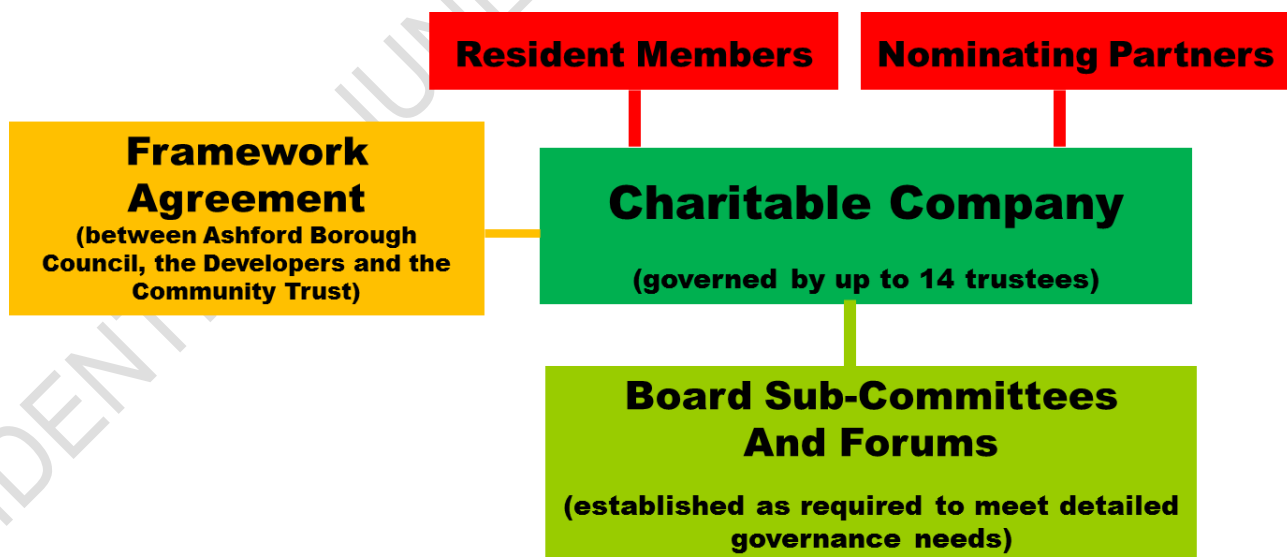 Resident Members
Nominating Partners
Framework
Agreement
(between Ashford Borough
Council, the Developers and the
Community Trust)
Charitable Company
(governed by up to 14 trustees)
Board Sub-Committees
And Forums
(established as required to meet detailed
governance needs)